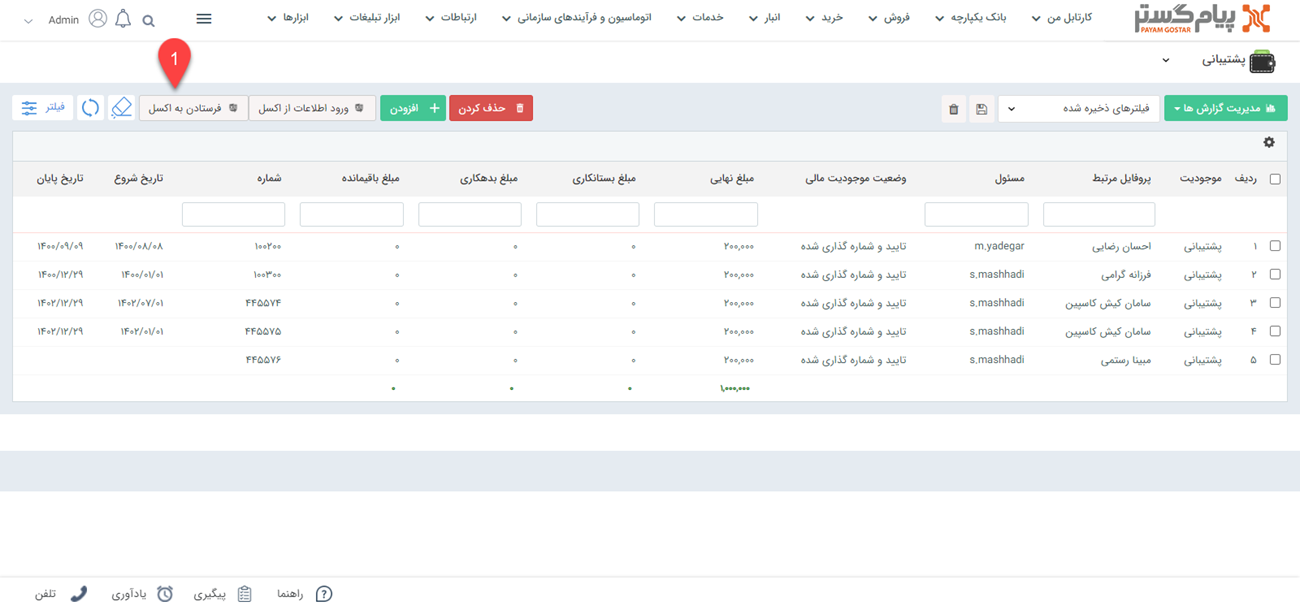 پیام گستر PAYAM GOSTAR کارتابل من بانک یکپارچه فروش خرید انبار خدمات ارتباطات اتوماسیون و فرآیندهای سازمانی ابزار تبلیغات ابزارها Admin
پشتیبانی
1
مدیریت گزارش ها فیلترهای ذخیره شده حذف کردن افزودن ورود اطلاعات از اکسل فرستادن به اکسل فیلتر
ردیف موجودیت پروفایل مرتبط مسئول وضعیت موجودیت مالی مبلغ نهایی مبلغ بستانکاری مبلغ بدهکاری مبلغ باقیمانده شماره تاریخ شروع تاریخ پایان
۱ پشتیبانی احسان رضایی m.yadegar تایید و شماره گذاری شده ۲۰۰,۰۰۰ ۰ ۰ ۰ ۱۰۰۲۰۰ ۱۴۰۰/۰۸/۰۸ ۱۴۰۰/۰۹/۰۹
۲ پشتیبانی فرزانه گرامی s.mashhadi تایید و شماره گذاری شده ۲۰۰,۰۰۰ ۰ ۰ ۰ ۱۰۰۳۰۰ ۱۴۰۰/۰۱/۰۱ ۱۴۰۰/۱۲/۲۹
۳ پشتیبانی سامان کیش کاسپین s.mashhadi تایید و شماره گذاری شده ۲۰۰,۰۰۰ ۰ ۰ ۰ ۴۴۵۵۷۴ ۱۴۰۲/۰۷/۰۱ ۱۴۰۲/۱۲/۲۹
۴ پشتیبانی سامان کیش کاسپین s.mashhadi تایید و شماره گذاری شده ۲۰۰,۰۰۰ ۰ ۰ ۰ ۴۴۵۵۷۵ ۱۴۰۲/۰۱/۰۱ ۱۴۰۲/۱۲/۲۹
۵ پشتیبانی مبینا رستمی s.mashhadi تایید و شماره گذاری شده ۲۰۰,۰۰۰ ۰ ۰ ۰ ۴۴۵۵۷۶
۱,۰۰۰,۰۰۰ ۰ ۰ ۰
راهنما پیگیری یادآوری تلفن